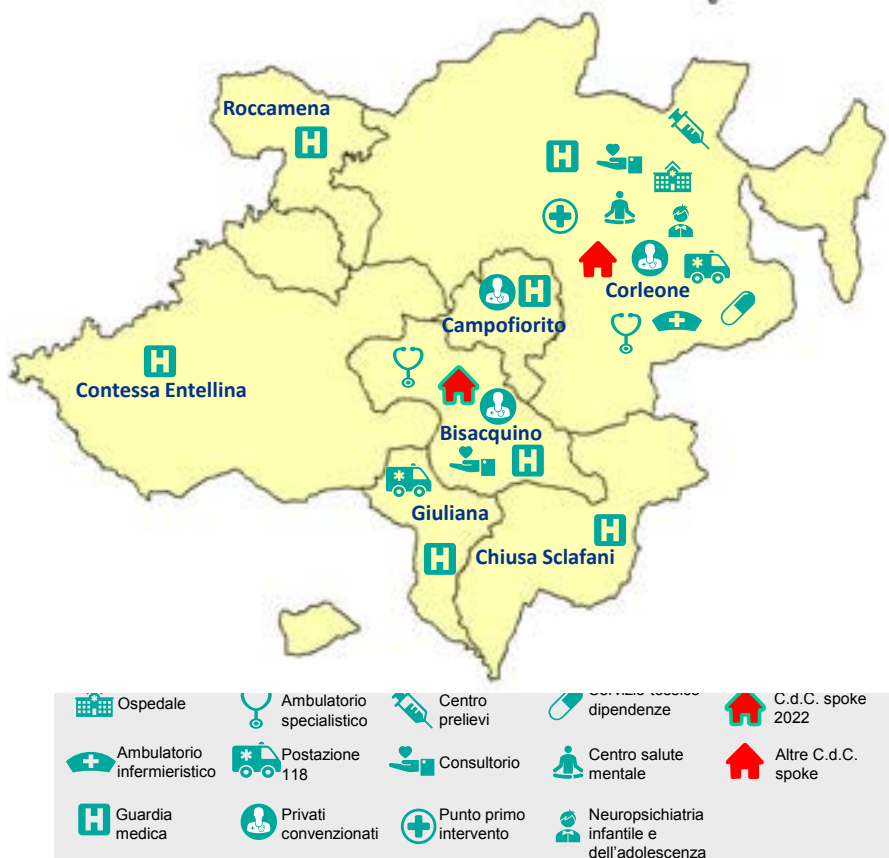 Roccamena
Corleone
Campofiorito
Contessa Entellina
Bisacquino
Giuliana
Chiusa Sclafani
Ospedale
Ambulatorio
specialistico
Centro
prelievi
dipendenze
C.d.C. spoke
2022
Ambulatorio
infermieristico
Postazione
118
Consultorio
Centro salute
mentale
Altre C.d.C.
spoke
Guardia
medica
Privati
convenzionati
Punto primo
intervento
Neuropsichiatria
infantile e
dell'adolescenza